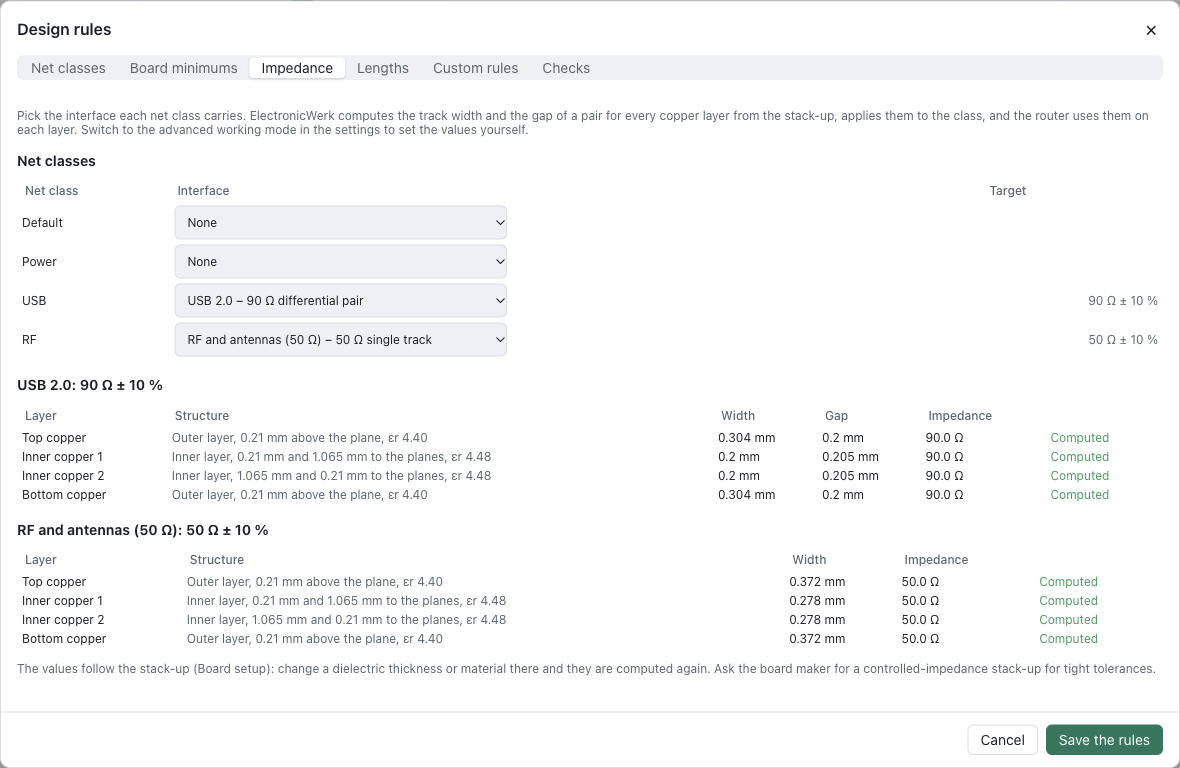 Design rules
×
Net classes Board minimums Impedance Lengths Custom rules Checks
Pick the interface each net class carries. ElectronicWerk computes the track width and the gap of a pair for every copper layer from the stack-up, applies them to the class, and the router uses them on
each layer. Switch to the advanced working mode in the settings to set the values yourself.
Net classes
Net class Interface Target
Default None
Power None
USB USB 2.0 – 90 Ω differential pair 90 Ω ± 10 %
RF RF and antennas (50 Ω) – 50 Ω single track 50 Ω ± 10 %
USB 2.0: 90 Ω ± 10 %
Layer Structure Width Gap Impedance
Top copper Outer layer, 0.21 mm above the plane, εr 4.40 0.304 mm 0.2 mm 90.0 Ω Computed
Inner copper 1 Inner layer, 0.21 mm and 1.065 mm to the planes, εr 4.48 0.2 mm 0.205 mm 90.0 Ω Computed
Inner copper 2 Inner layer, 1.065 mm and 0.21 mm to the planes, εr 4.48 0.2 mm 0.205 mm 90.0 Ω Computed
Bottom copper Outer layer, 0.21 mm above the plane, εr 4.40 0.304 mm 0.2 mm 90.0 Ω Computed
RF and antennas (50 Ω): 50 Ω ± 10 %
Layer Structure Width Impedance
Top copper Outer layer, 0.21 mm above the plane, εr 4.40 0.372 mm 50.0 Ω Computed
Inner copper 1 Inner layer, 0.21 mm and 1.065 mm to the planes, εr 4.48 0.278 mm 50.0 Ω Computed
Inner copper 2 Inner layer, 1.065 mm and 0.21 mm to the planes, εr 4.48 0.278 mm 50.0 Ω Computed
Bottom copper Outer layer, 0.21 mm above the plane, εr 4.40 0.372 mm 50.0 Ω Computed
The values follow the stack-up (Board setup): change a dielectric thickness or material there and they are computed again. Ask the board maker for a controlled-impedance stack-up for tight tolerances.
Cancel Save the rules